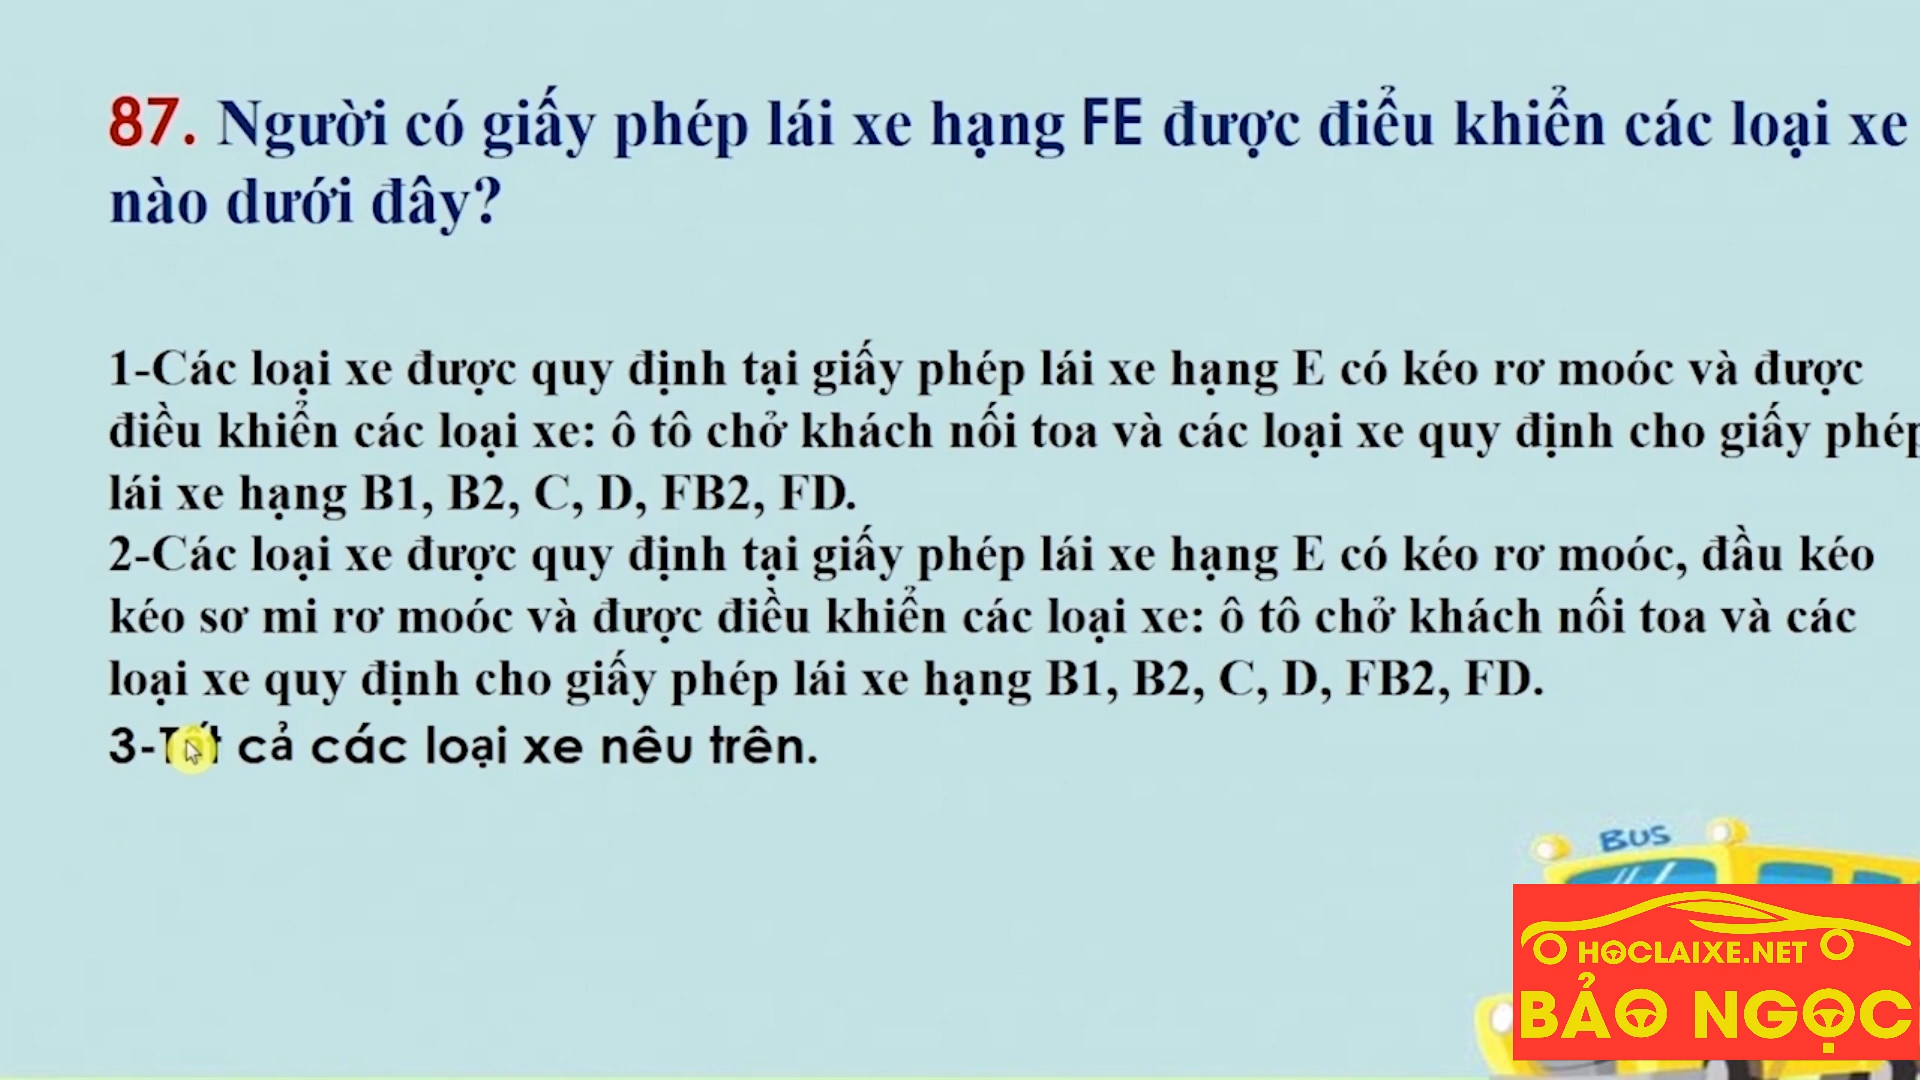 87. Người có giấy phép lái xe hạng FE được điểu khiển các loại xe
nào dưới đây?
1-Các loại xe được quy định tại giấy phép lái xe hạng E có kéo rơ moóc và được
điều khiển các loại xe: ô tô chở khách nối toa và các loại xe quy định cho giấy phép
lái xe hạng B1, B2, C, D, FB2, FD.
2-Các loại xe được quy định tại giấy phép lái xe hạng E có kéo rơ moóc, đầu kéo
kéo sơ mi rơ moóc và được điều khiển các loại xe: ô tô chở khách nối toa và các
loại xe quy định cho giấy phép lái xe hạng B1, B2, C, D, FB2, FD.
3-Tất cả các loại xe nêu trên.
BUS
HOCLAIXE.NET
BẢO NGỌC